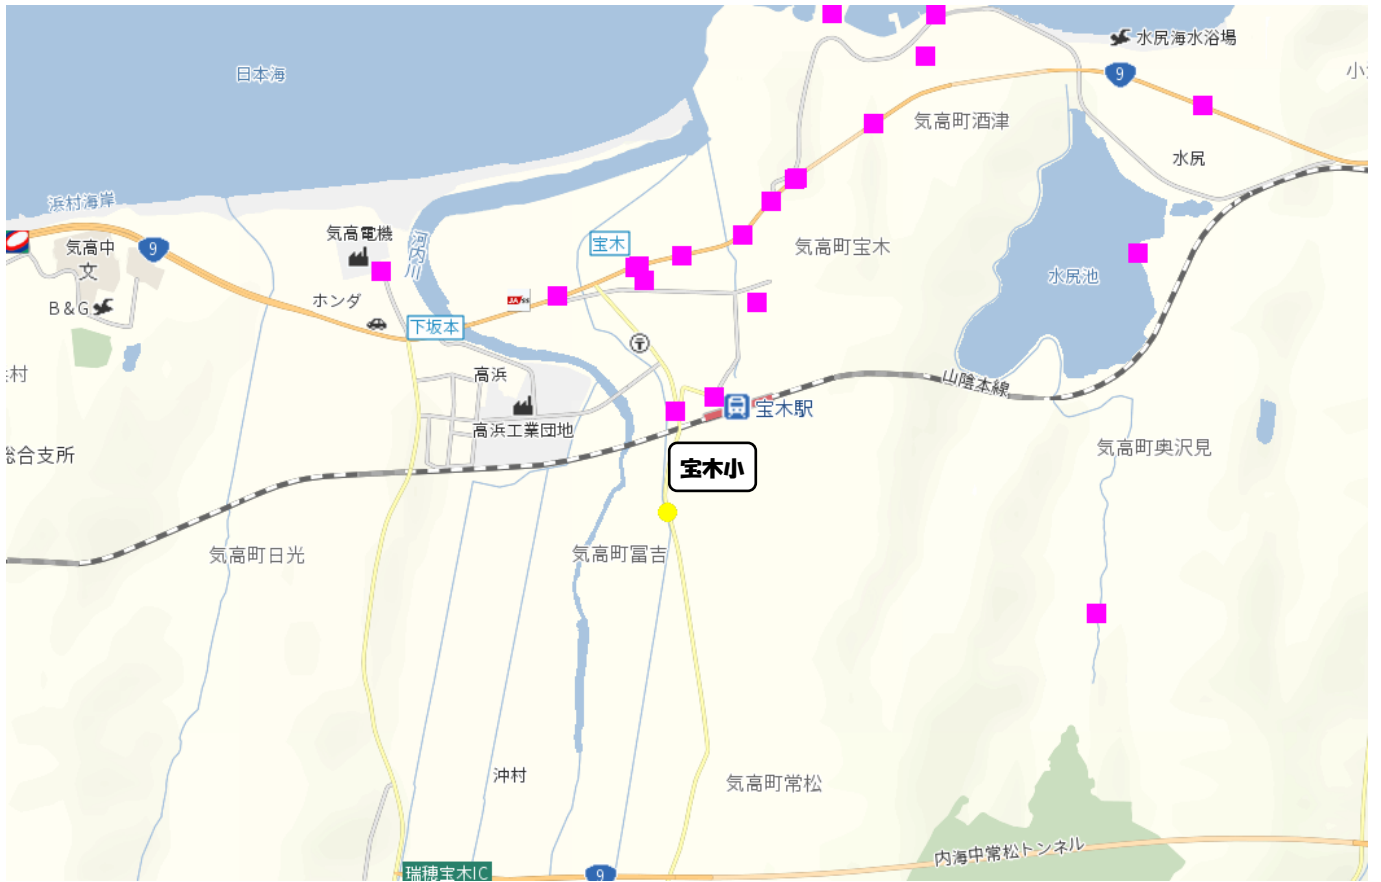 水尻海水浴場
日本海
9
気高町酒津
水尻
浜村海岸
気高電機
河内川
宝木
気高中
文
9
気高町宝木
水尻池
B&G
ホンダ
JA
下坂本
高浜
山陰本線
宝木駅
高浜工業団地
気高町奥沢見
総合支所
宝木小
気高町日光
気高町冨吉
沖村
気高町常松
内海中常松トンネル
瑞穂宝木IC
9